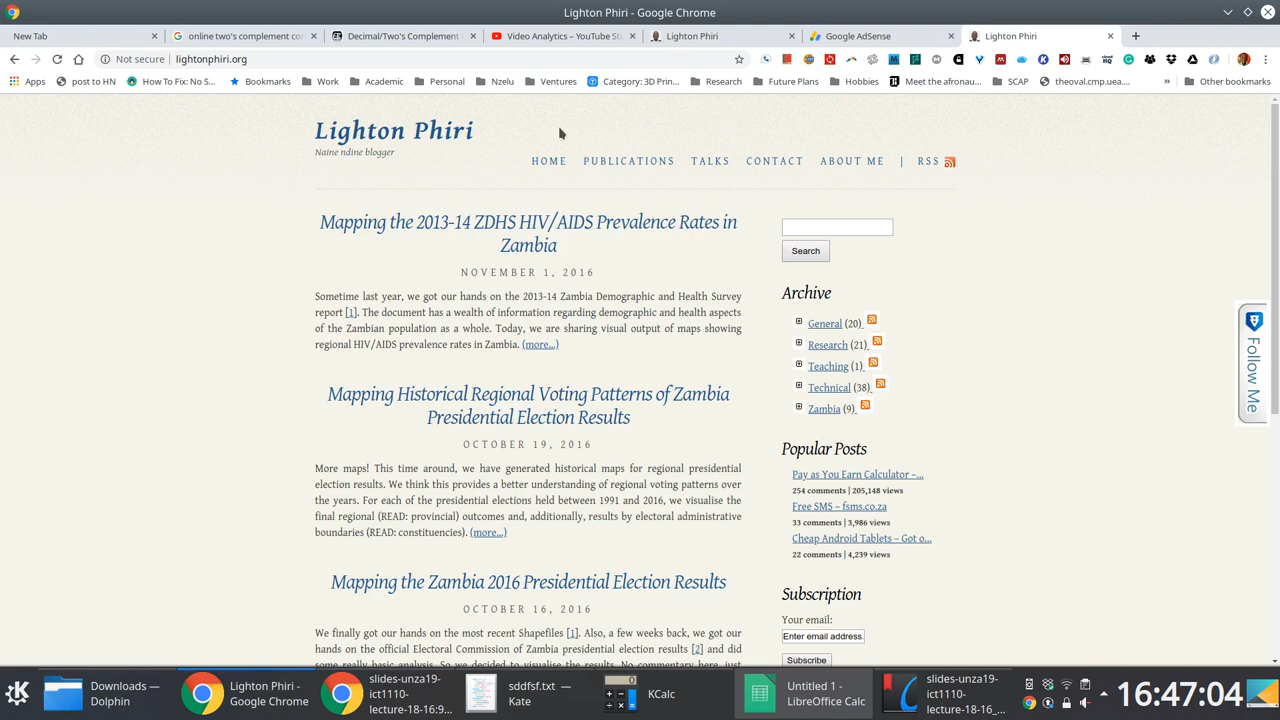 Lighton Phiri - Google Chrome
New Tab
online two's complement co
Decimal/Two's Complement
Video Analytics – YouTube St
Lighton Phiri
Google AdSense
Lighton Phiri
Not secure
lightonphiri.org
Apps
post to HN
How To Fix: No S...
Bookmarks
Work
Academic
Personal
Nzelu
Ventures
Category: 3D Prin...
Research
Future Plans
Hobbies
Meet the afronau...
SCAP
theoval.cmp.uea....
»
Other bookmarks
Lighton Phiri
Naine ndine blogger
HOME PUBLICATIONS TALKS CONTACT ABOUT ME | RSS
Mapping the 2013-14 ZDHS HIV/AIDS Prevalence Rates in
Zambia
NOVEMBER 1, 2016
Sometime last year, we got our hands on the 2013-14 Zambia Demographic and Health Survey
report [1]. The document has a wealth of information regarding demographic and health aspects
of the Zambian population as a whole. Today, we are sharing visual output of maps showing
regional HIV/AIDS prevalence rates in Zambia. (more...)
Mapping Historical Regional Voting Patterns of Zambia
Presidential Election Results
OCTOBER 19, 2016
More maps! This time around, we have generated historical maps for regional presidential
election results. We think this provides a better understanding of regional voting patterns over
the years. For each of the presidential elections held between 1991 and 2016, we visualise the
final regional (READ: provincial) outcomes and, additionally, results by electoral administrative
boundaries (READ: constituencies). (more...)
Mapping the Zambia 2016 Presidential Election Results
OCTOBER 16, 2016
We finally got our hands on the most recent Shapefiles [1]. Also, a few weeks back, we got our
hands on the official Electoral Commission of Zambia presidential election results [2] and did
some really basic analysis. So we decided to visualise the results. No commentary here, just
Search
Archive
General (20)
Research (21)
Teaching (1)
Technical (38)
Zambia (9)
Popular Posts
Pay as You Earn Calculator –...
254 comments | 205,148 views
Free SMS – fsms.co.za
33 comments | 3,986 views
Cheap Android Tablets – Got o...
22 comments | 4,239 views
Subscription
Your email:
Enter email address
Subscribe
Follow Me
Downloads —
Dolphin
Lighton Phiri -
Google Chrome
slides-unza19-
ict1110-
lecture-18-16:9...
sddfsf.txt —
Kate
KCalc
Untitled 1 -
LibreOffice Calc
slides-unza19-
ict1110-
lecture-18-16_...
16:47:04